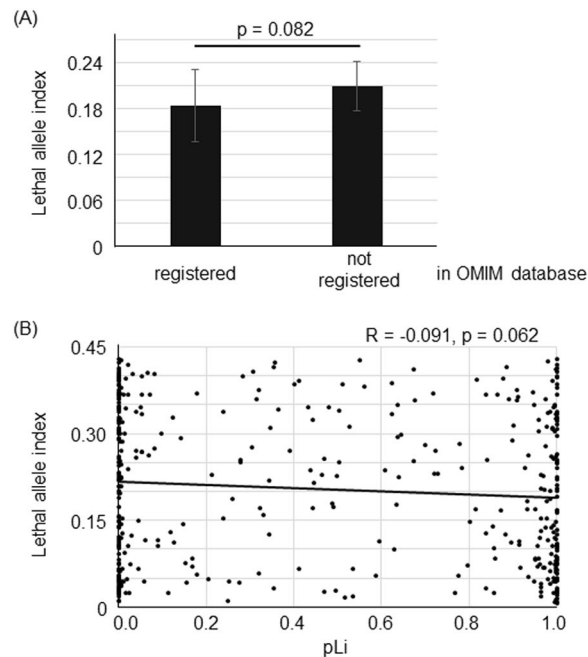 (A)
p = 0.082
Lethal allele index
0.24
0.18
0.12
0.06
0
registered
not
registered
in OMIM database
(B)
R = -0.091, p = 0.062
Lethal allele index
0.45
0.30
0.15
0
0.0 0.2 0.4 0.6 0.8 1.0
pLi